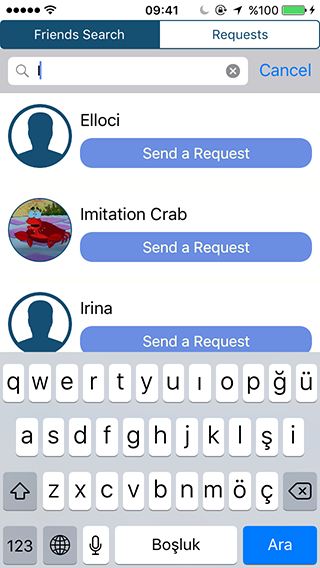 09:41
%100
Friends Search
Requests
I
Cancel
Elloci
Send a Request
Imitation Crab
Send a Request
Irina
Send a Request
q w e r t y u ı o p ğ ü
a s d f g h j k l ş i
z x c v b n m ö ç
123
Boşluk
Ara